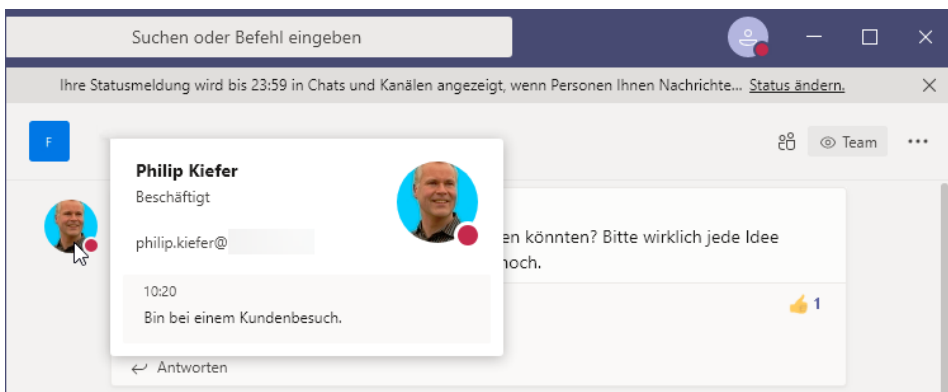 Suchen oder Befehl eingeben
Ihre Statusmeldung wird bis 23:59 in Chats und Kanälen angezeigt, wenn Personen Ihnen Nachrichte... Status ändern.
F
Team
Philip Kiefer
Beschäftigt
philip.kiefer@
en könnten? Bitte wirklich jede Idee
noch.
10:20
Bin bei einem Kundenbesuch.
1
Antworten